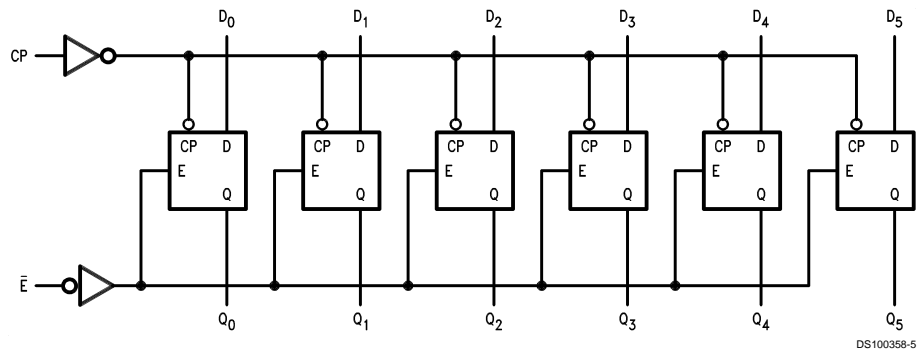 D0 D1 D2 D3 D4 D5
CP
CP D CP D CP D CP D CP D CP D
E E E E E E
Q Q Q Q Q Q
E̅
Q0 Q1 Q2 Q3 Q4 Q5
DS100358-5